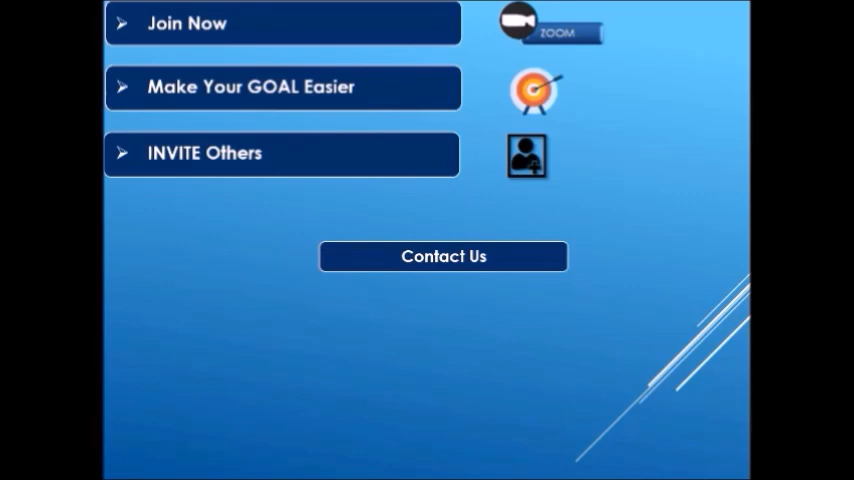 Join Now
ZOOM
Make Your GOAL Easier
INVITE Others
Contact Us